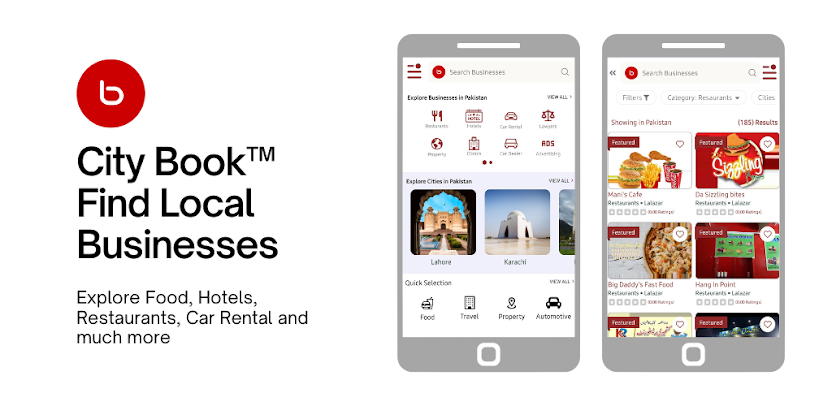 b
City Book™
Find Local
Businesses
Explore Food, Hotels,
Restaurants, Car Rental and
much more
b
Search Businesses
Explore Businesses in Pakistan
VIEW ALL >
Restaurants
HOTEL
Hotels
Car Rental
Lawyers
Property
Car Dealer
ADS
Advertising
Explore Cities in Pakistan
VIEW ALL >
Lahore
Karachi
Quick Selection
VIEW ALL >
Food
Travel
Property
Automotive
«
b
Search Businesses
Filters
Category: Resaurants
Cities
Showing in Pakistan
(185) Results
Featured
Featured
Sizzling
Mani's Cafe
Restaurants • Lalazar
(0.00 Ratings)
Da Sizzling bites
Restaurants • Lalazar
(0.00 Ratings)
Featured
Featured
Big Daddy's Fast Food
Restaurants • Lalazar
(0.00 Ratings)
Hang In Point
Restaurants • Lalazar
(0.00 Ratings)
Featured
Featured